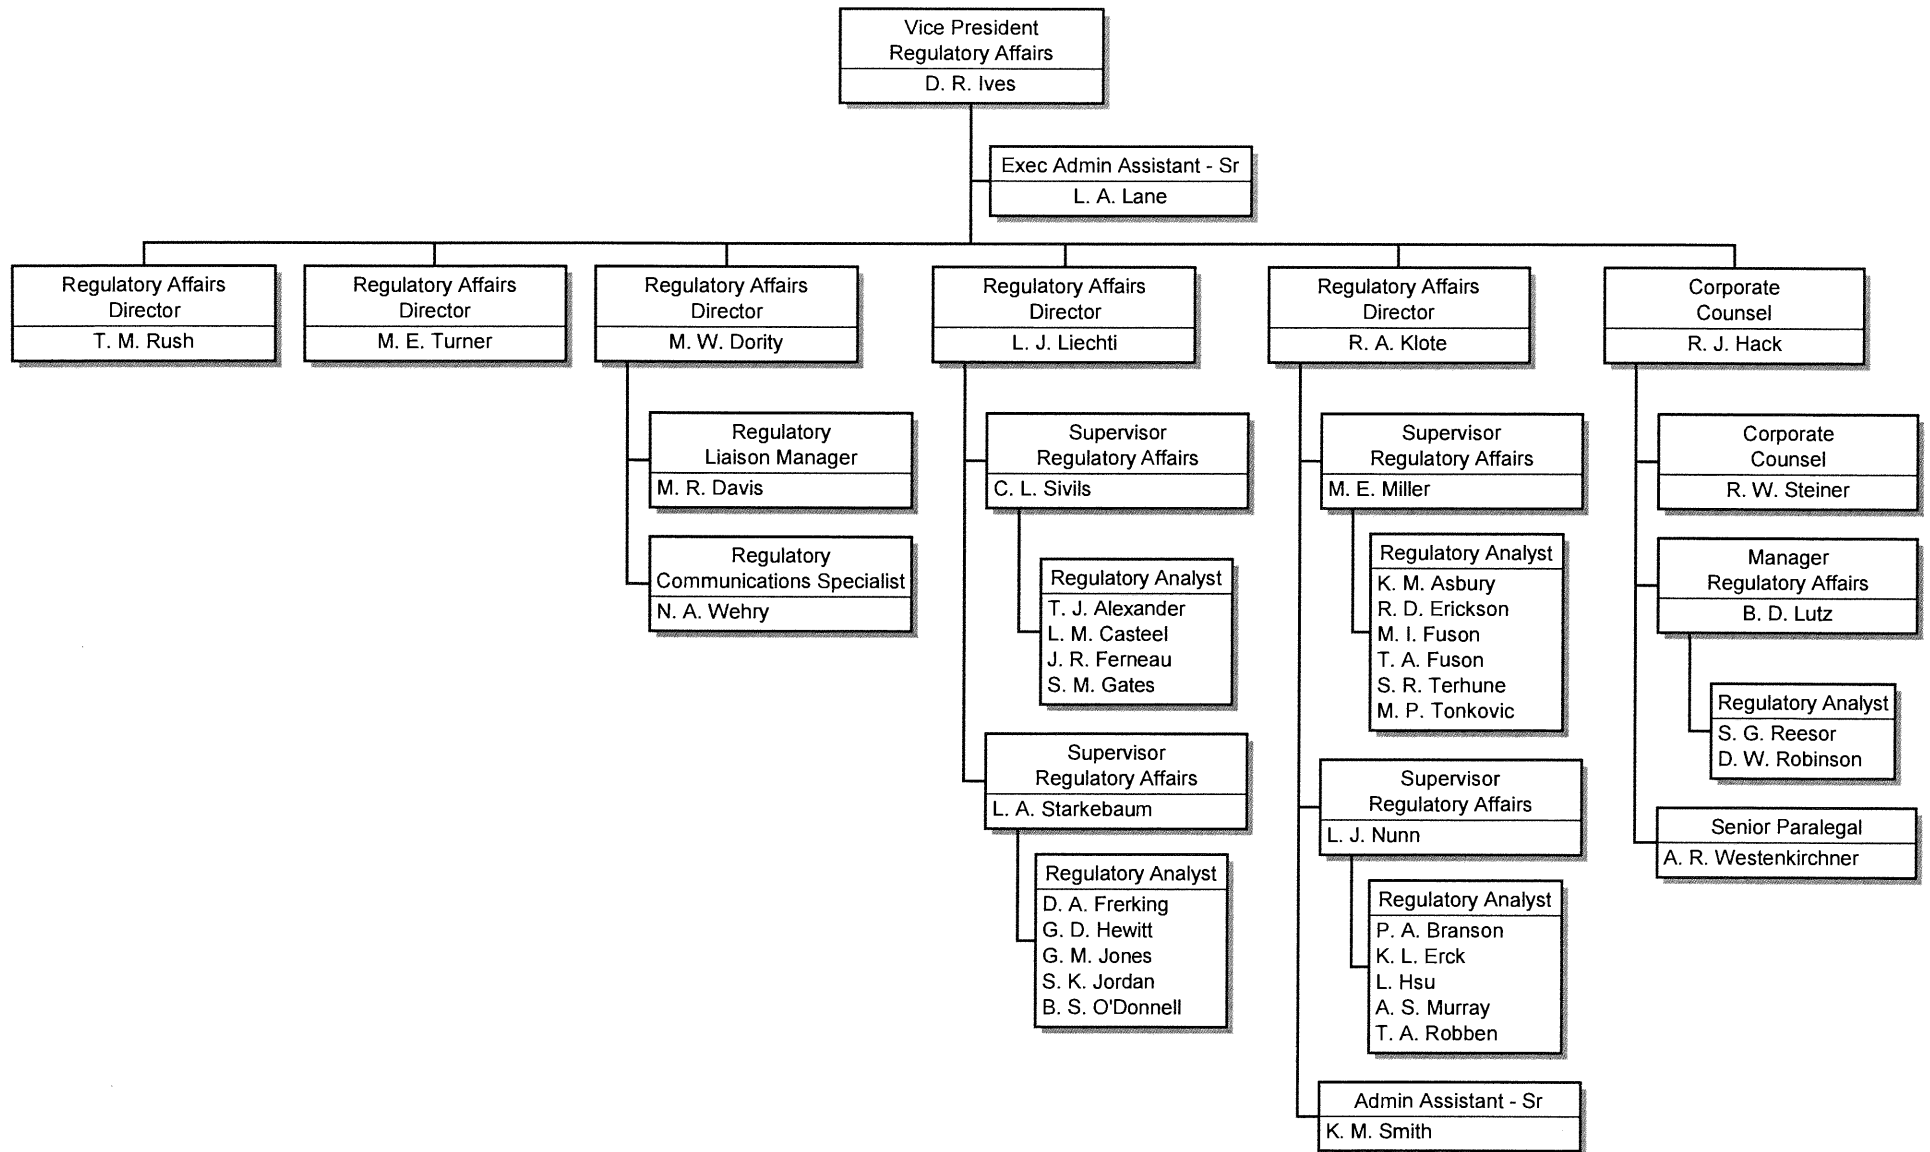 Vice President
Regulatory Affairs
D. R. Ives
Exec Admin Assistant - Sr
L. A. Lane
Regulatory Affairs
Director
T. M. Rush
Regulatory Affairs
Director
M. E. Turner
Regulatory Affairs
Director
M. W. Dority
Regulatory
Liaison Manager
M. R. Davis
Regulatory
Communications Specialist
N. A. Wehry
Regulatory Affairs
Director
L. J. Liechti
Supervisor
Regulatory Affairs
C. L. Sivils
Regulatory Analyst
T. J. Alexander
L. M. Casteel
J. R. Ferneau
S. M. Gates
Supervisor
Regulatory Affairs
L. A. Starkebaum
Regulatory Analyst
D. A. Frerking
G. D. Hewitt
G. M. Jones
S. K. Jordan
B. S. O'Donnell
Regulatory Affairs
Director
R. A. Klote
Supervisor
Regulatory Affairs
M. E. Miller
Regulatory Analyst
K. M. Asbury
R. D. Erickson
M. I. Fuson
T. A. Fuson
S. R. Terhune
M. P. Tonkovic
Supervisor
Regulatory Affairs
L. J. Nunn
Regulatory Analyst
P. A. Branson
K. L. Erck
L. Hsu
A. S. Murray
T. A. Robben
Admin Assistant - Sr
K. M. Smith
Corporate
Counsel
R. J. Hack
Corporate
Counsel
R. W. Steiner
Manager
Regulatory Affairs
B. D. Lutz
Regulatory Analyst
S. G. Reesor
D. W. Robinson
Senior Paralegal
A. R. Westenkirchner